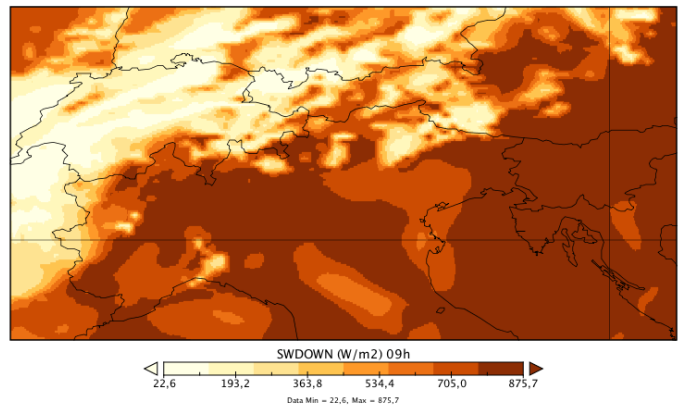 SWDOWN (W/m2) 09h
22,6 193,2 363,8 534,4 705,0 875,7
Data Min = 22,6, Max = 875,7